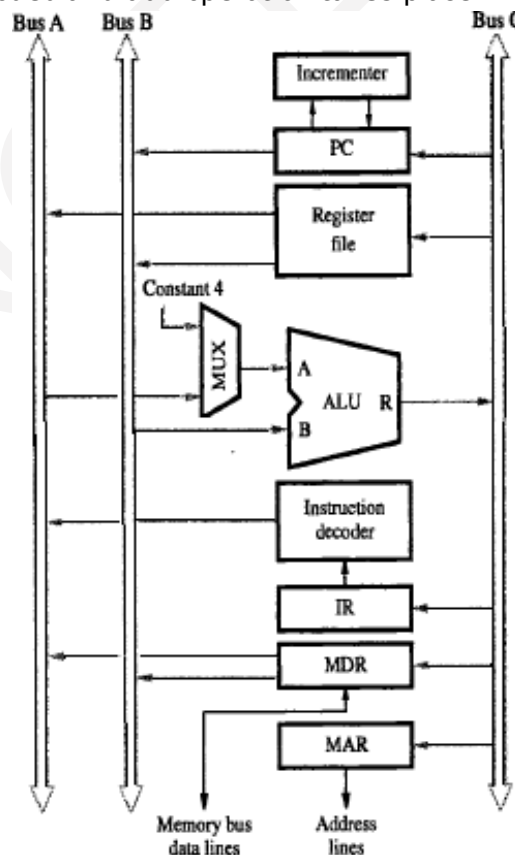 Bus A Bus B Bus C
Incrementer
PC
Register
file
Constant 4
MUX
A
ALU R
B
Instruction
decoder
IR
MDR
MAR
Memory bus
data lines
Address
lines